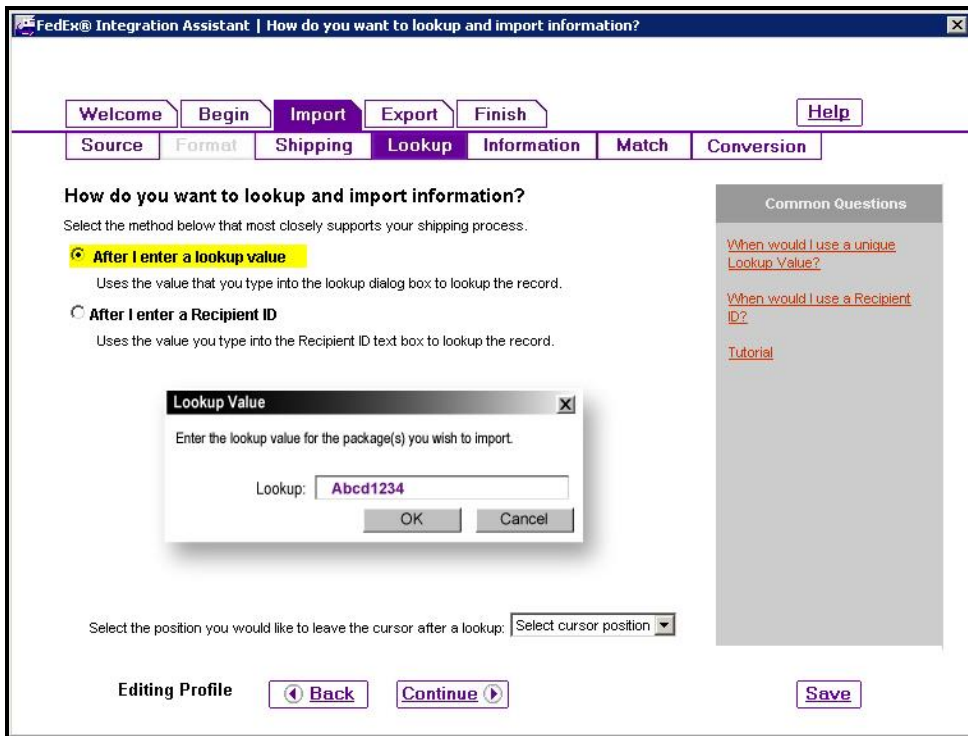 FedEx® Integration Assistant | How do you want to lookup and import information?
Welcome Begin Import Export Finish Help
Source Format Shipping Lookup Information Match Conversion
How do you want to lookup and import information?
Select the method below that most closely supports your shipping process.
After I enter a lookup value
Uses the value that you type into the lookup dialog box to lookup the record.
After I enter a Recipient ID
Uses the value you type into the Recipient ID text box to lookup the record.
Lookup Value
Enter the lookup value for the package(s) you wish to import.
Lookup: Abcd1234
OK Cancel
Select the position you would like to leave the cursor after a lookup: Select cursor position
Common Questions
When would I use a unique
Lookup Value?
When would I use a Recipient
ID?
Tutorial
Editing Profile Back Continue Save